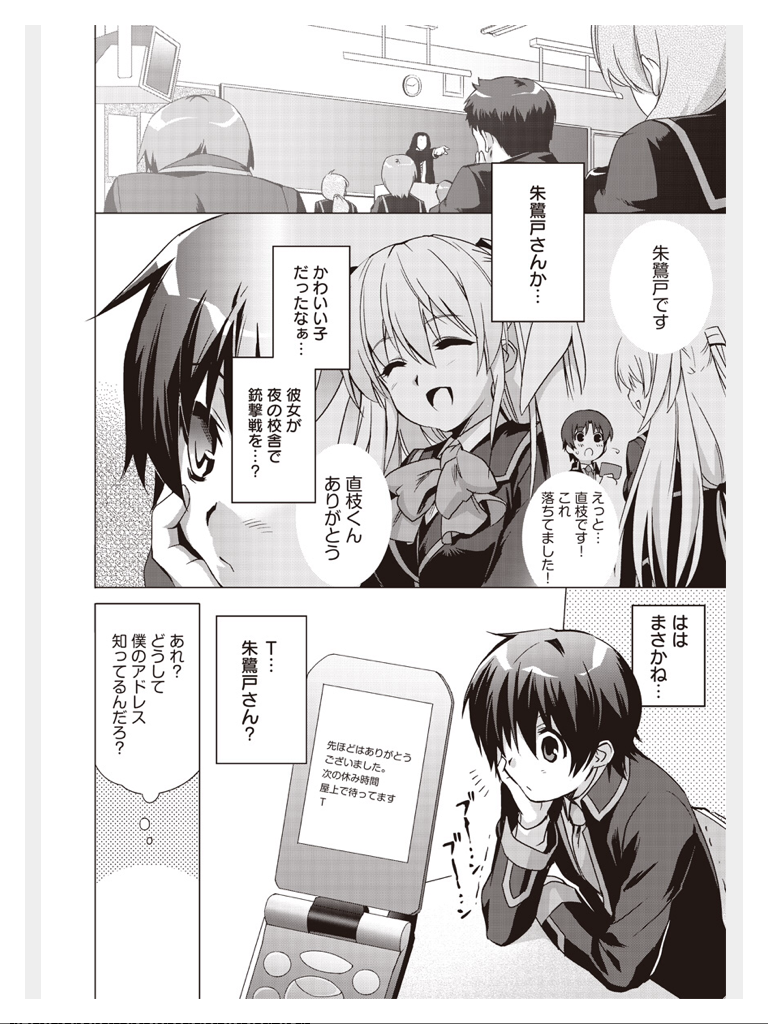 朱鷺戸さんか…
朱鷺戸です
えっと…
直枝です！
これ
落ちてました！
直枝くん
ありがとう
かわいい子
だったなぁ…
彼女が
夜の校舎で
銃撃戦を…？
はは
まさかね…
ブブ…
ブブ…
T…
朱鷺戸さん？
先ほどはありがとう
ございました。
次の休み時間
屋上で待ってます
T
あれ？
どうして
僕のアドレス
知ってるんだろ？